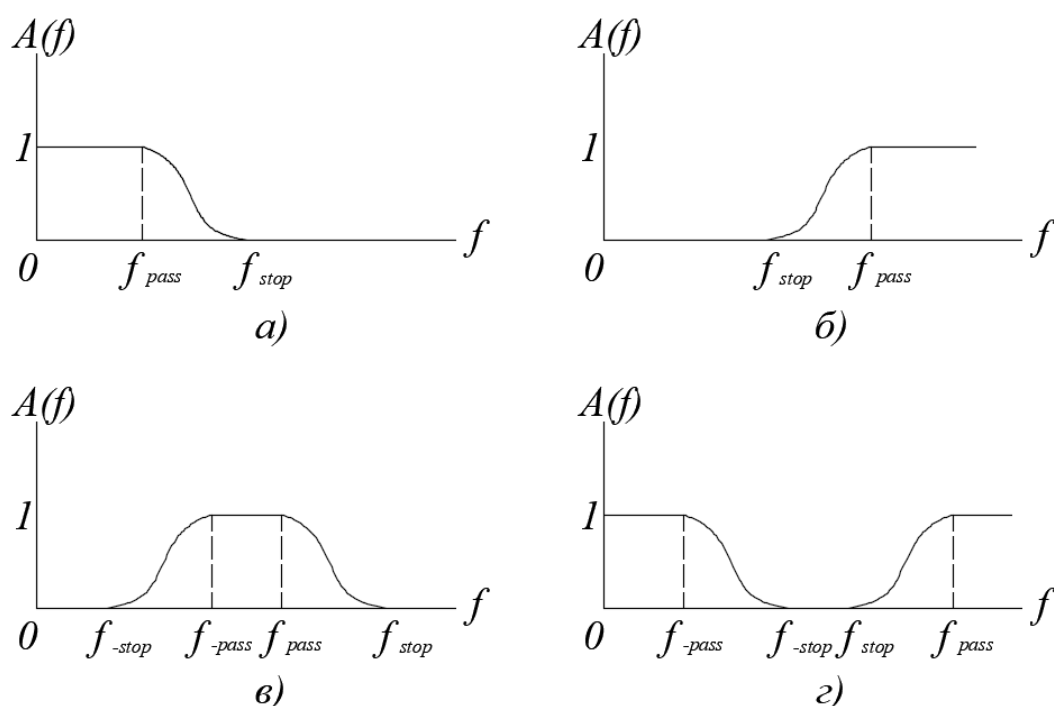 A(f)
1
0 f pass f stop f
а)
A(f)
1
0 f stop f pass f
б)
A(f)
1
0 f -stop f -pass f pass f stop f
в)
A(f)
1
0 f -pass f -stop f stop f pass f
г)